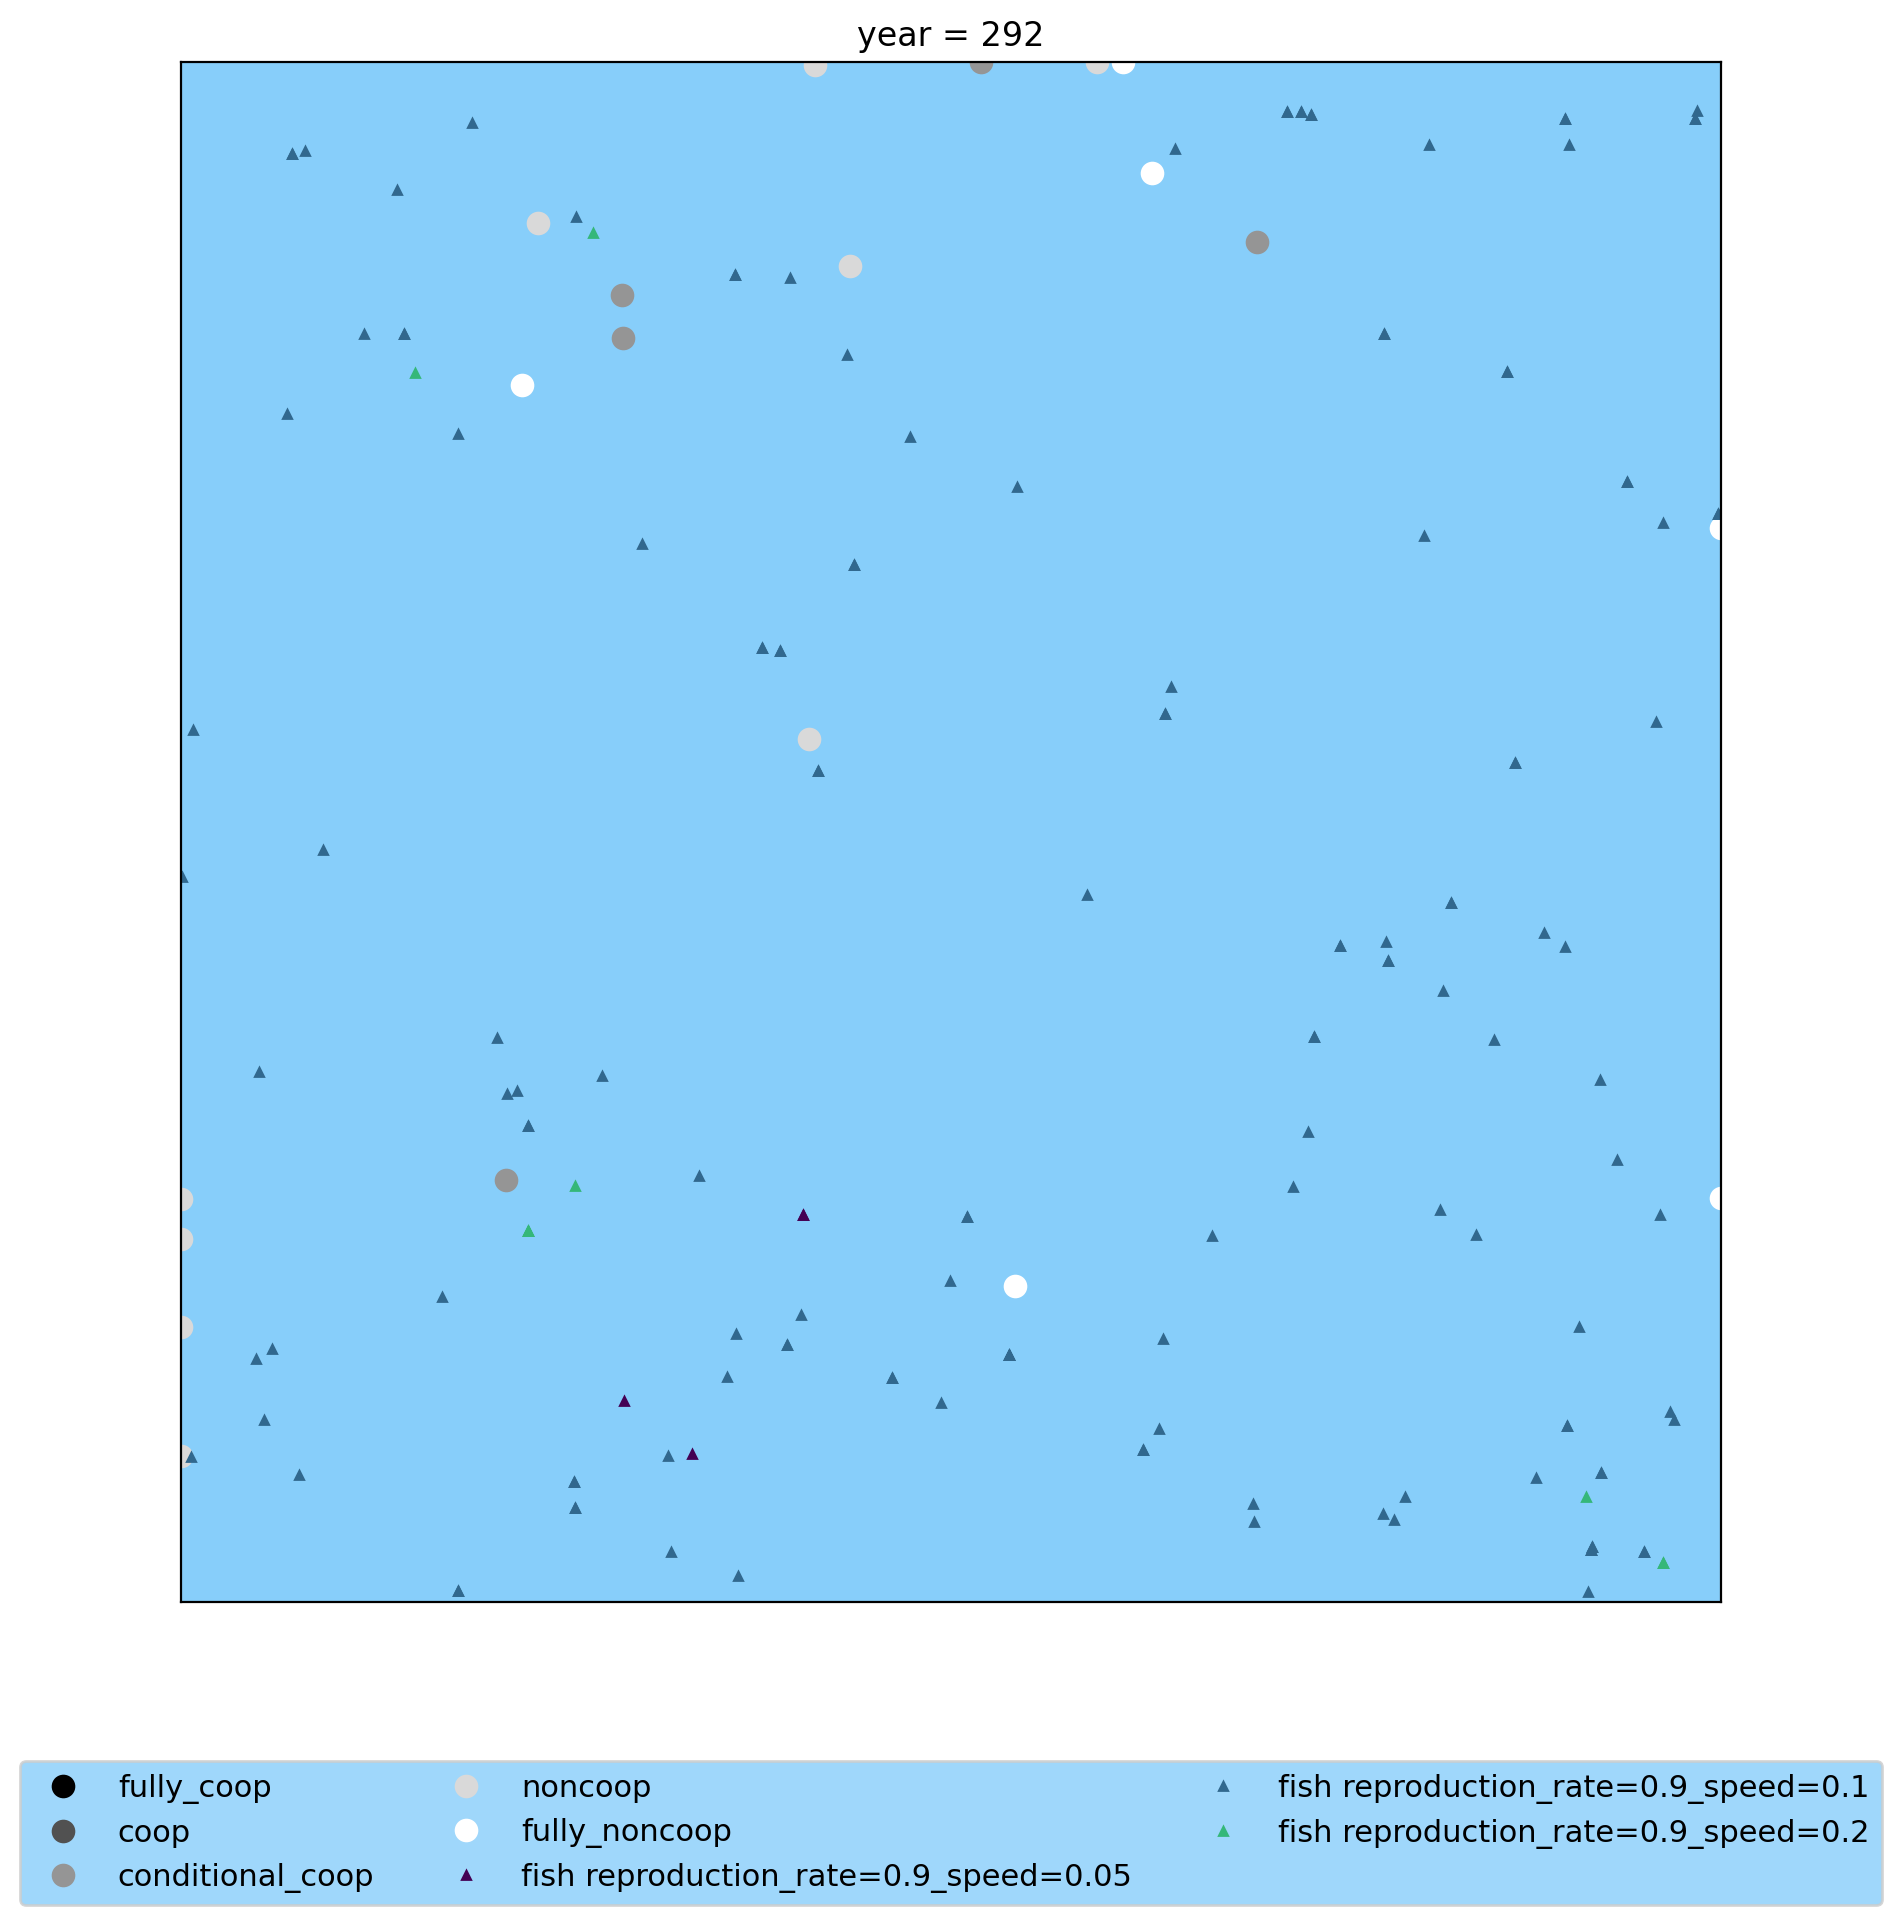 year = 292
fully_coop
coop
conditional_coop
noncoop
fully_noncoop
fish reproduction_rate=0.9_speed=0.05
fish reproduction_rate=0.9_speed=0.1
fish reproduction_rate=0.9_speed=0.2